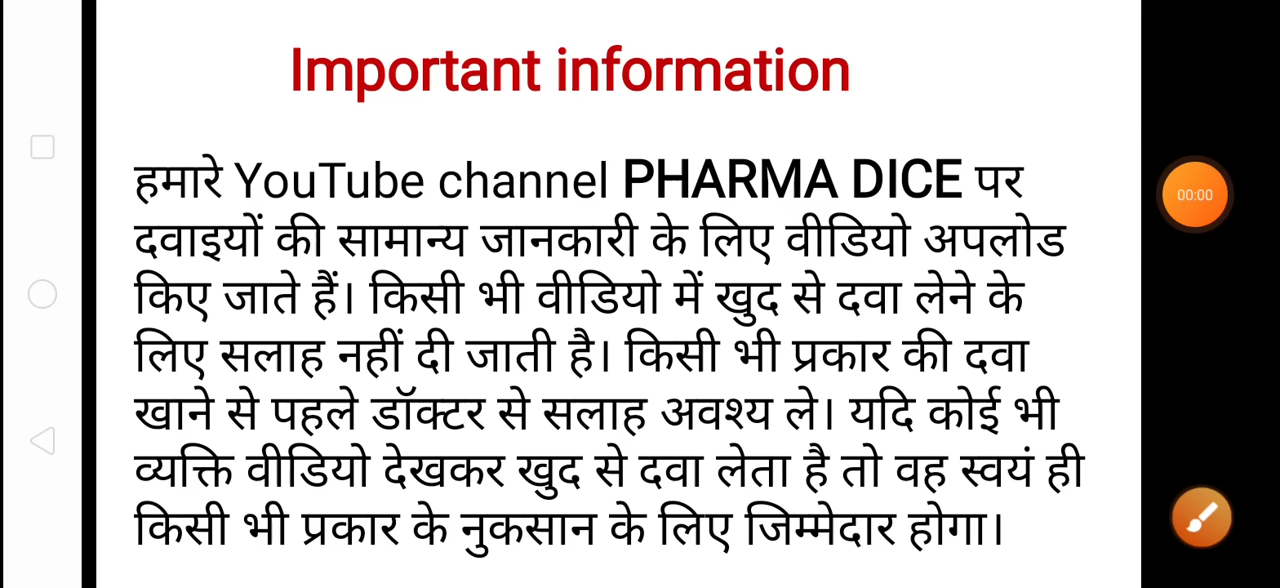 Important information
हमारे YouTube channel PHARMA DICE पर
दवाइयों की सामान्य जानकारी के लिए वीडियो अपलोड
किए जाते हैं। किसी भी वीडियो में खुद से दवा लेने के
लिए सलाह नहीं दी जाती है। किसी भी प्रकार की दवा
खाने से पहले डॉक्टर से सलाह अवश्य ले। यदि कोई भी
व्यक्ति वीडियो देखकर खुद से दवा लेता है तो वह स्वयं ही
किसी भी प्रकार के नुकसान के लिए जिम्मेदार होगा।
00:00